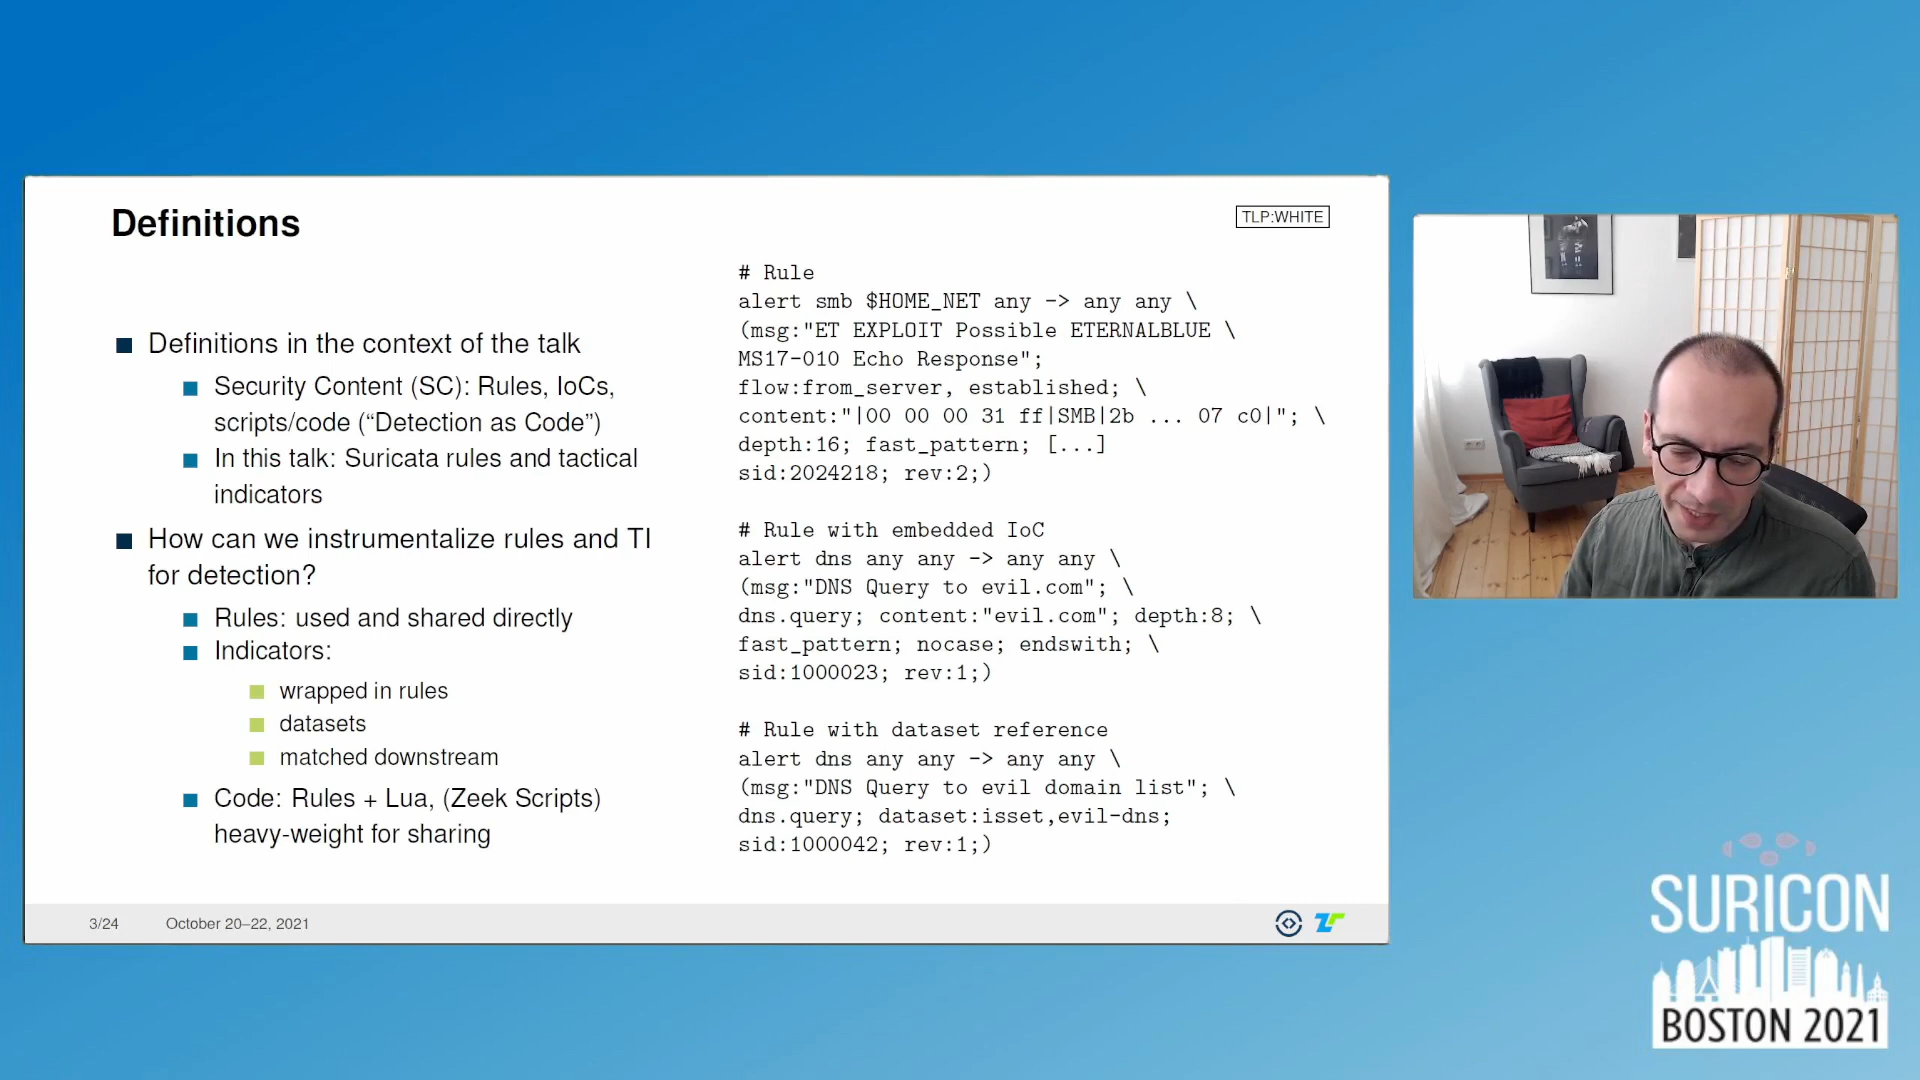 Definitions
TLP:WHITE
Definitions in the context of the talk
Security Content (SC): Rules, IoCs,
scripts/code (“Detection as Code”)
In this talk: Suricata rules and tactical
indicators
How can we instrumentalize rules and TI
for detection?
Rules: used and shared directly
Indicators:
wrapped in rules
datasets
matched downstream
Code: Rules + Lua, (Zeek Scripts)
heavy-weight for sharing
# Rule
alert smb $HOME_NET any -> any any \
(msg:"ET EXPLOIT Possible ETERNALBLUE \
MS17-010 Echo Response";
flow:from_server, established; \
content:"|00 00 00 31 ff|SMB|2b ... 07 c0|"; \
depth:16; fast_pattern; [...]
sid:2024218; rev:2;)
# Rule with embedded IoC
alert dns any any -> any any \
(msg:"DNS Query to evil.com"; \
dns.query; content:"evil.com"; depth:8; \
fast_pattern; nocase; endswith; \
sid:1000023; rev:1;)
# Rule with dataset reference
alert dns any any -> any any \
(msg:"DNS Query to evil domain list"; \
dns.query; dataset:isset,evil-dns;
sid:1000042; rev:1;)
3/24 October 20–22, 2021
SURICON
BOSTON 2021